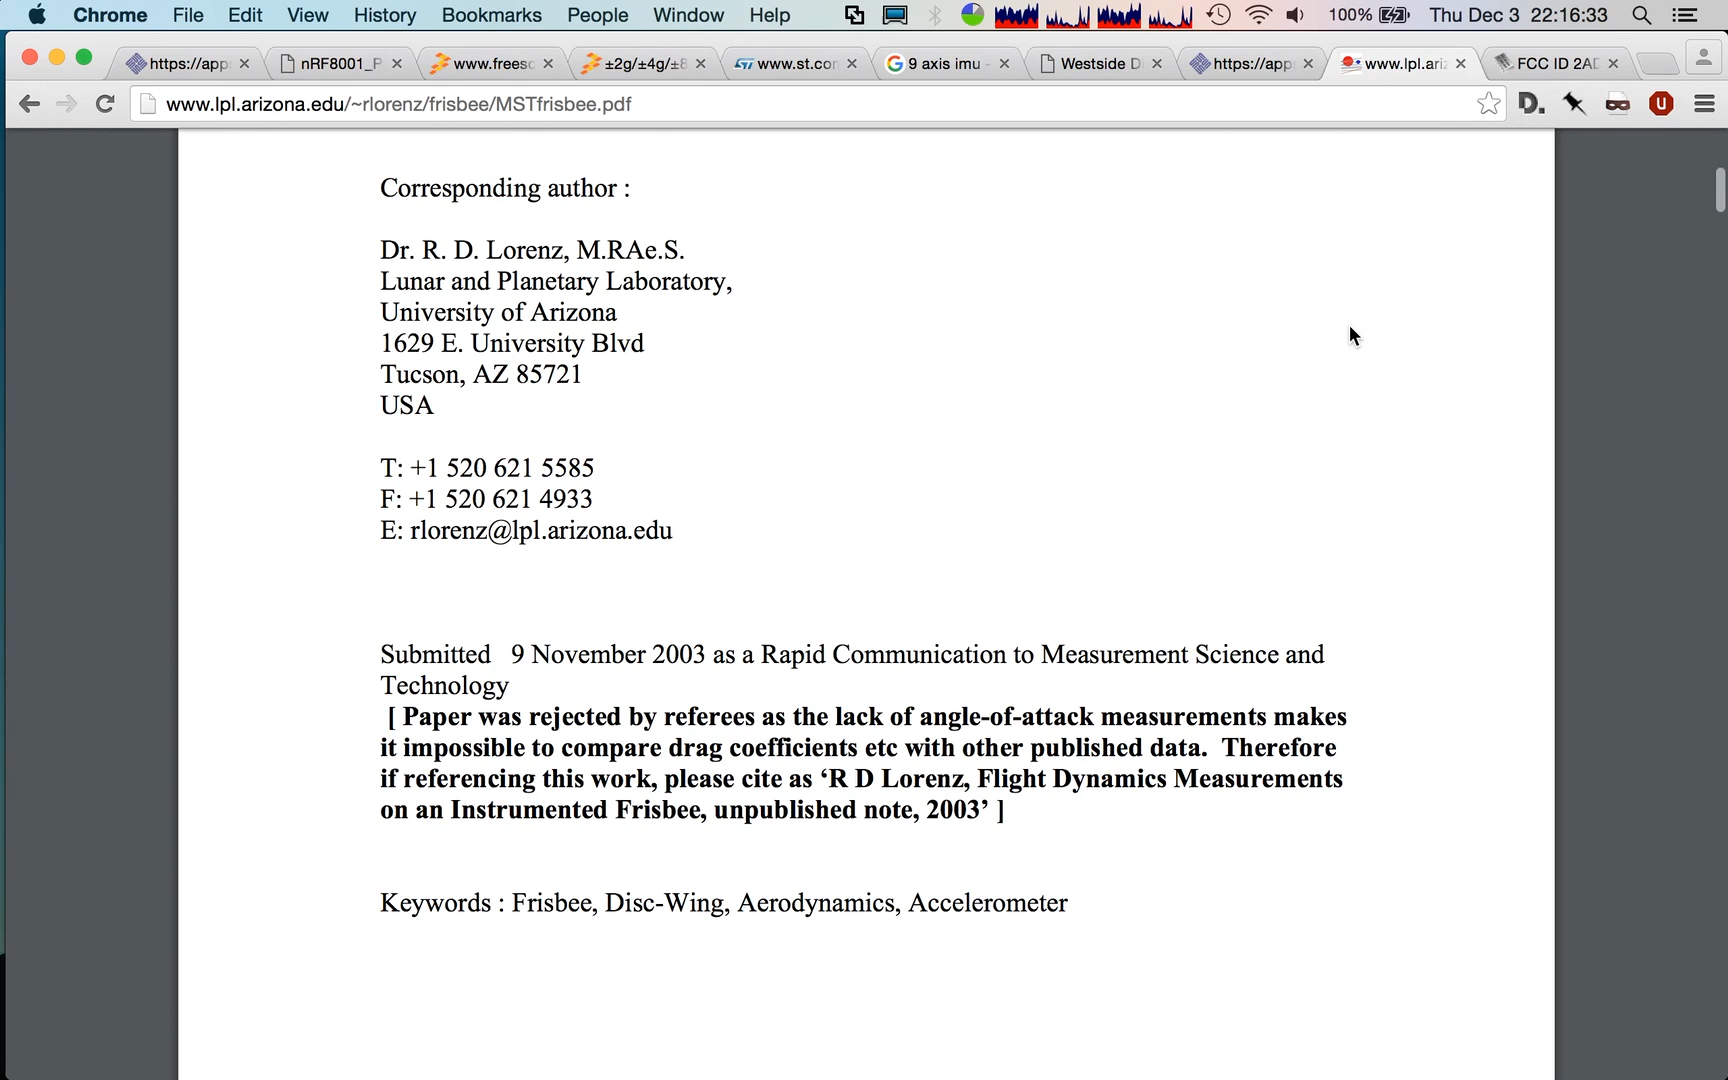 Chrome File Edit View History Bookmarks People Window Help 100% Thu Dec 3 22:16:33
https://app nRF8001_P www.freesc ±2g/±4g/±8 www.st.con 9 axis imu - Westside D https://app www.lpl.ari FCC ID 2AD
www.lpl.arizona.edu/~rlorenz/frisbee/MSTfrisbee.pdf D.
Corresponding author :
Dr. R. D. Lorenz, M.RAe.S.
Lunar and Planetary Laboratory,
University of Arizona
1629 E. University Blvd
Tucson, AZ 85721
USA
T: +1 520 621 5585
F: +1 520 621 4933
E: rlorenz@lpl.arizona.edu
Submitted 9 November 2003 as a Rapid Communication to Measurement Science and
Technology
[ Paper was rejected by referees as the lack of angle-of-attack measurements makes
it impossible to compare drag coefficients etc with other published data. Therefore
if referencing this work, please cite as ‘R D Lorenz, Flight Dynamics Measurements
on an Instrumented Frisbee, unpublished note, 2003’ ]
Keywords : Frisbee, Disc-Wing, Aerodynamics, Accelerometer